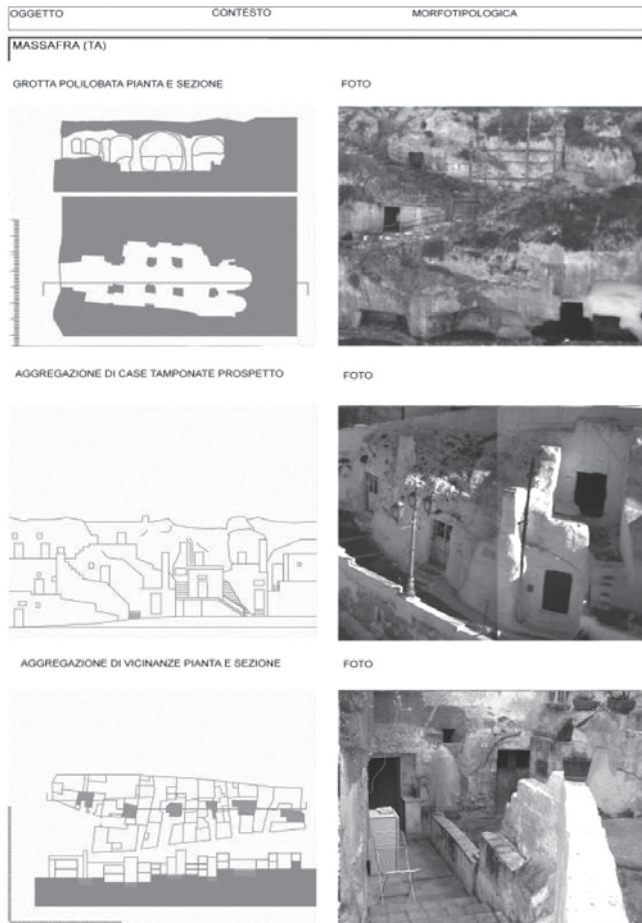 OGGETTO CONTESTO MORFOTIPOLOGICA
MASSAFRA (TA)
GROTTA POLILOBATA PIANTA E SEZIONE FOTO
AGGREGAZIONE DI CASE TAMPONATE PROSPETTO FOTO
AGGREGAZIONE DI VICINANZE PIANTA E SEZIONE FOTO